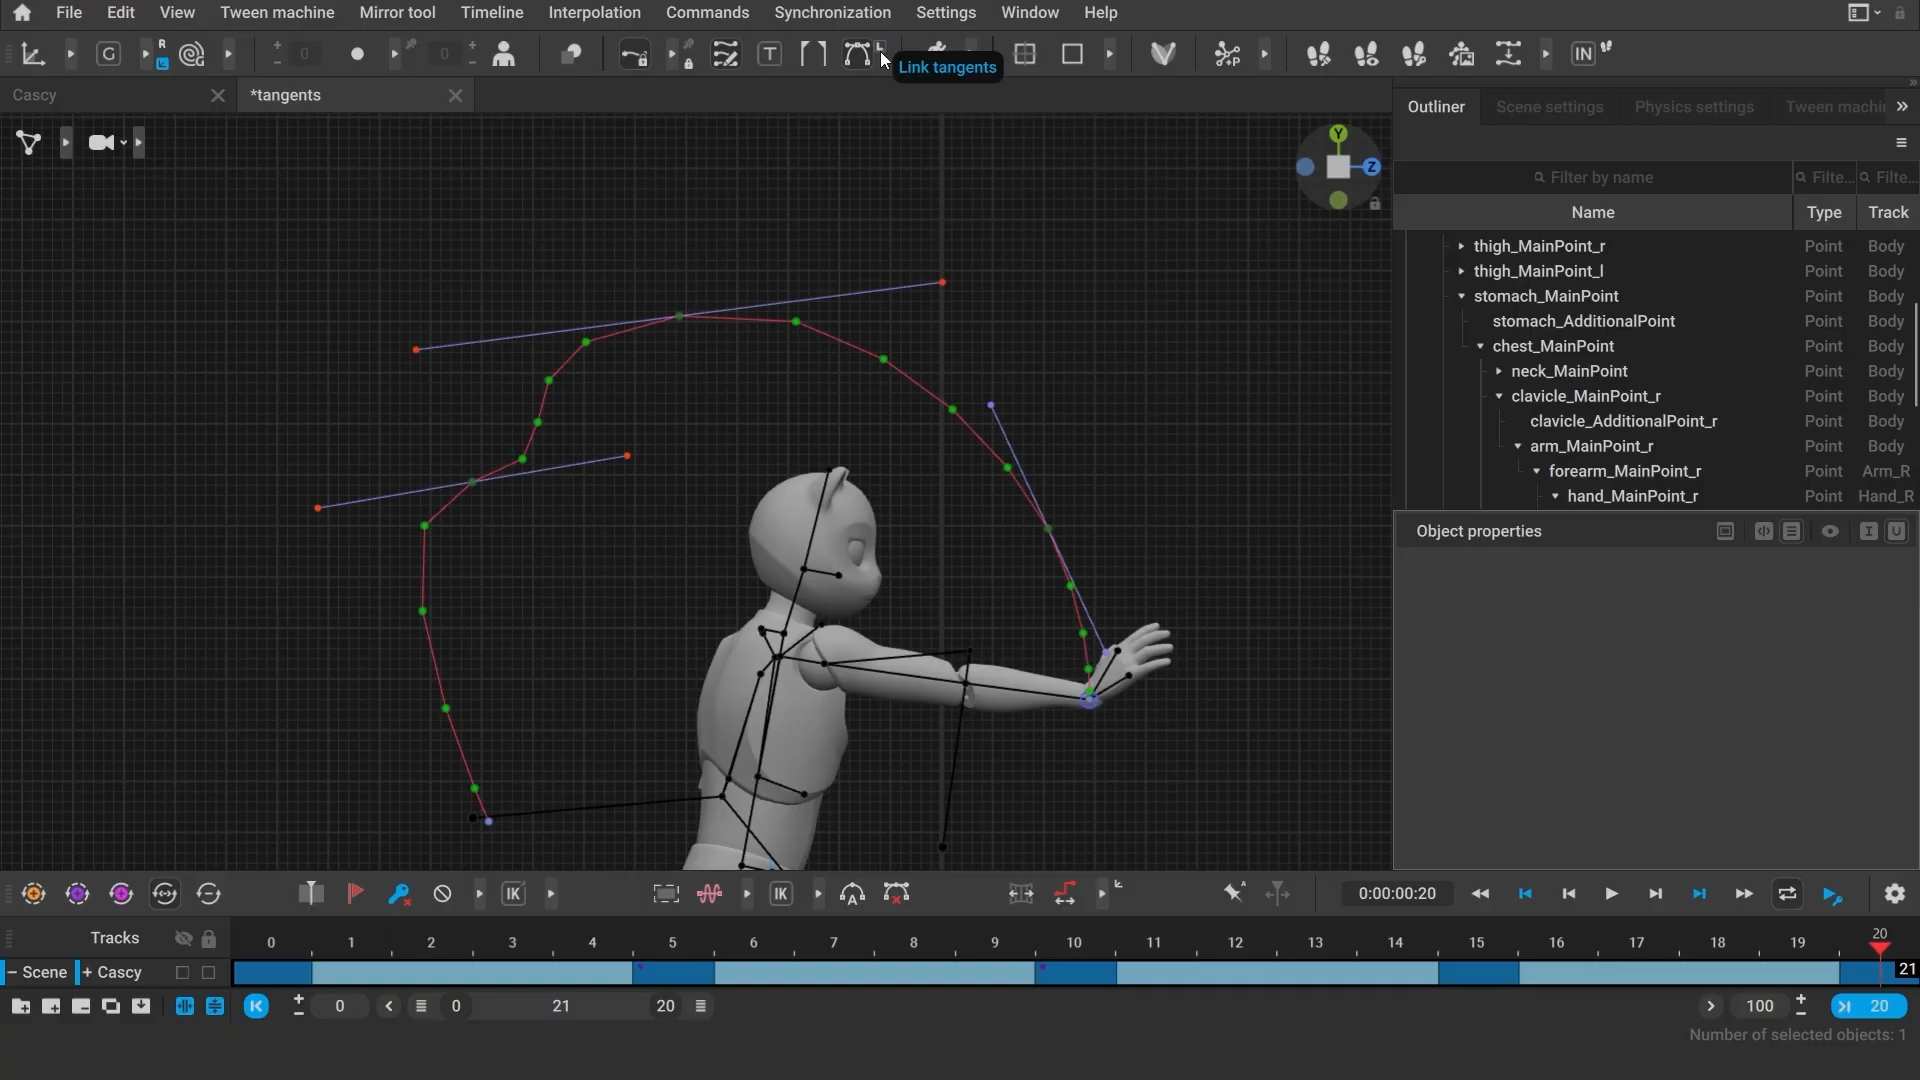 File Edit View Tween machine Mirror tool Timeline Interpolation Commands Synchronization Settings Window Help
G R 0 0 T L IN
Link tangents
Cascy *tangents
Outliner Scene settings Physics settings Tween machi
Y
Z
Filter by name Filte... Filte...
Name Type Track
thigh_MainPoint_r Point Body
thigh_MainPoint_l Point Body
stomach_MainPoint Point Body
stomach_AdditionalPoint Point Body
chest_MainPoint Point Body
neck_MainPoint Point Body
clavicle_MainPoint_r Point Body
clavicle_AdditionalPoint_r Point Body
arm_MainPoint_r Point Body
forearm_MainPoint_r Point Arm_R
hand_MainPoint_r Point Hand_R
Object properties I U
IK IK A A 0:00:00:20
Tracks 0 1 2 3 4 5 6 7 8 9 10 11 12 13 14 15 16 17 18 19 20
− Scene + Cascy 21
0 0 21 20 100 20
Number of selected objects: 1